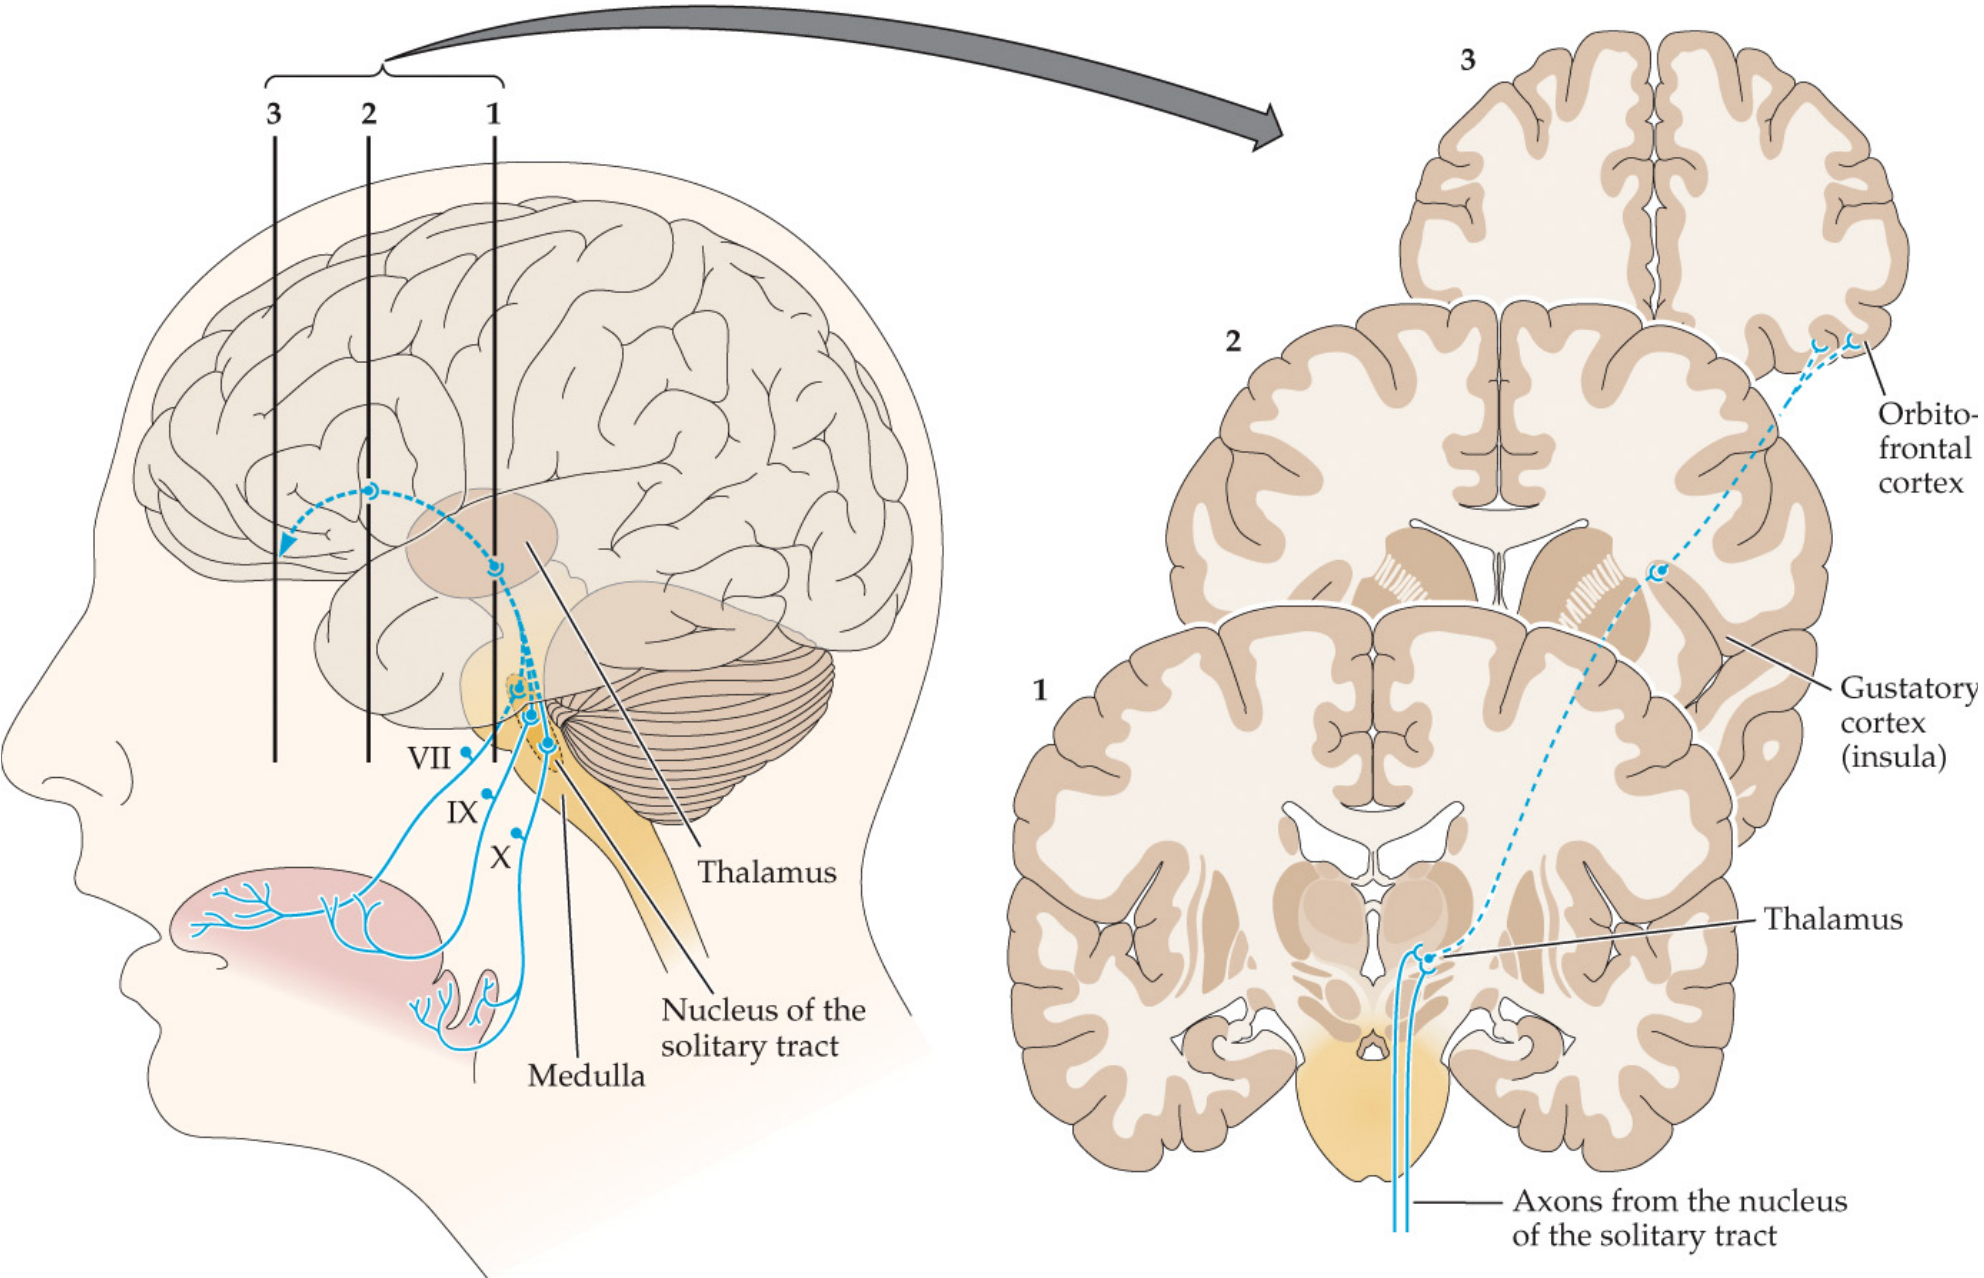 3
2
1
VII
IX
X
Thalamus
Nucleus of the
solitary tract
Medulla
3
Orbito-
frontal
cortex
2
Gustatory
cortex
(insula)
1
Thalamus
Axons from the nucleus
of the solitary tract